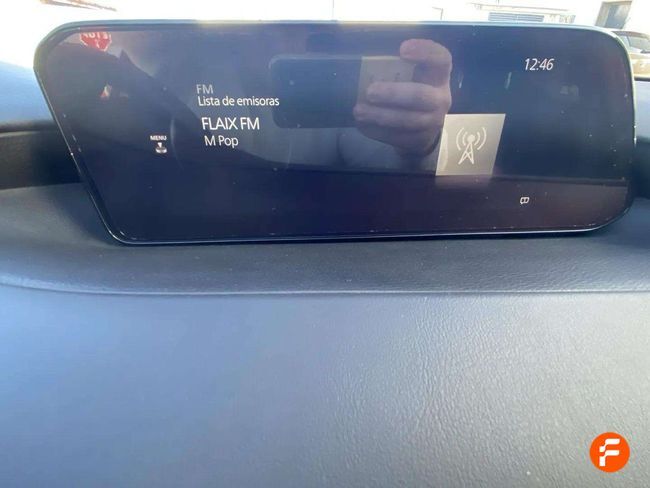 FM
Lista de emisoras
12:46
FLAIX FM
MENU
M Pop